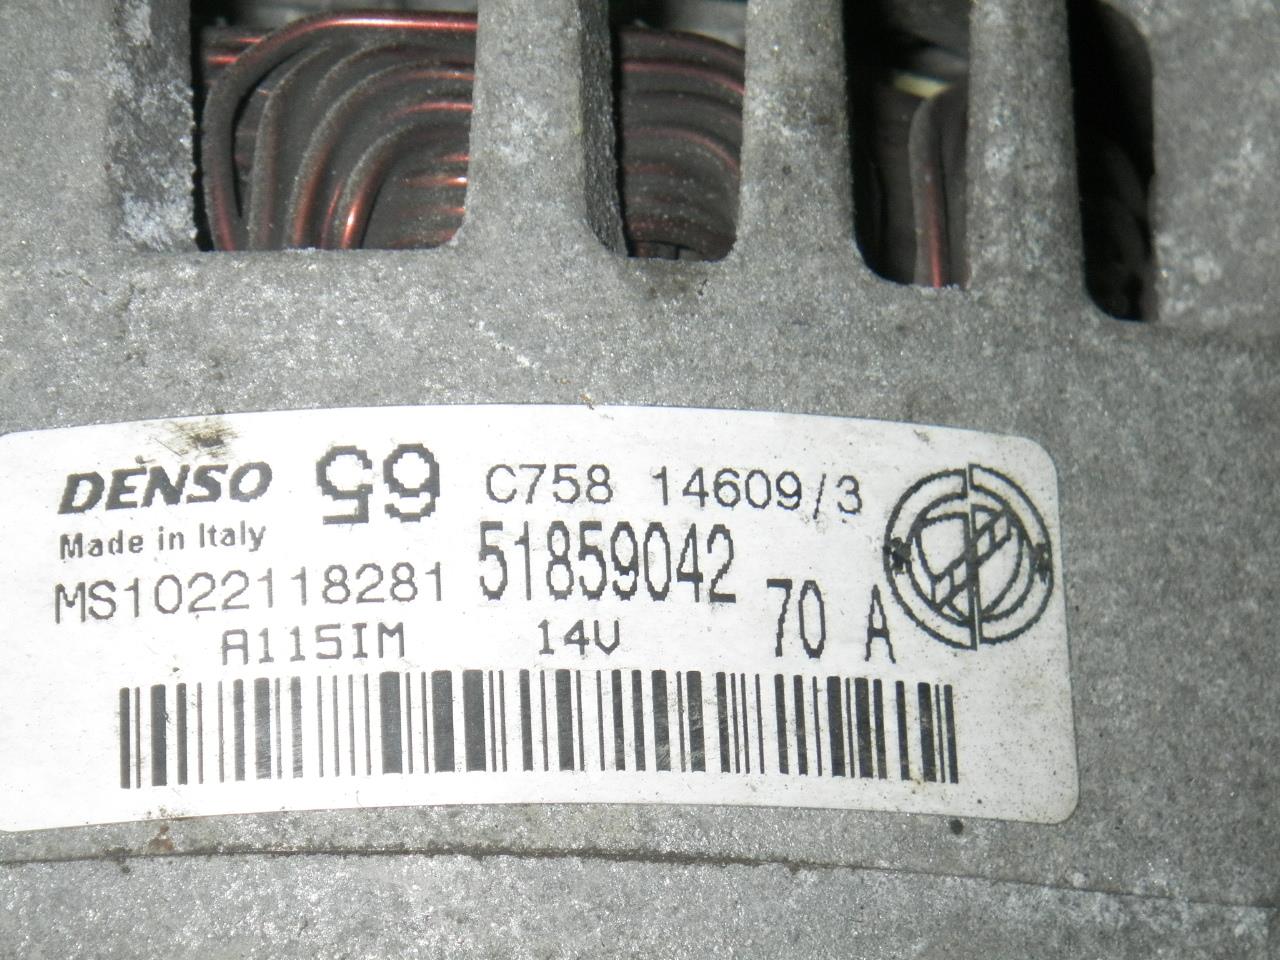 DENSO 65 C758 14609/3
Made in Italy 51859042
MS1022118281 70 A
A115IM 14V